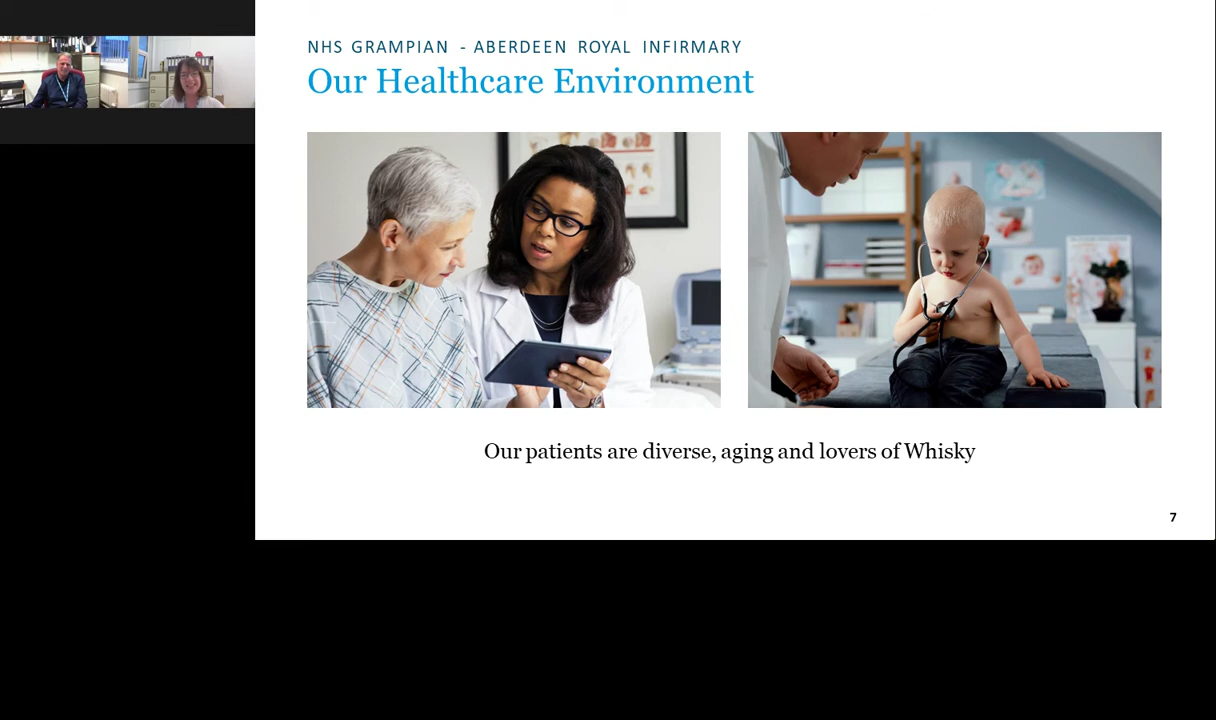 NHS GRAMPIAN - ABERDEEN ROYAL INFIRMARY
Our Healthcare Environment
Our patients are diverse, aging and lovers of Whisky
7